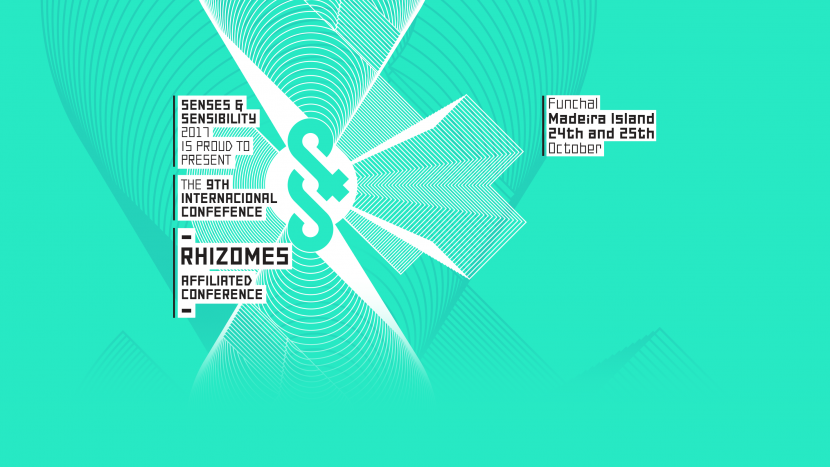 SENSES &
SENSIBILITY
2017
IS PROUD TO
PRESENT
THE 9TH
INTERNACIONAL
CONFEFENCE
–
RHIZOMES
AFFILIATED
CONFERENCE
–
S+S
Funchal
Madeira Island
24th and 25th
October